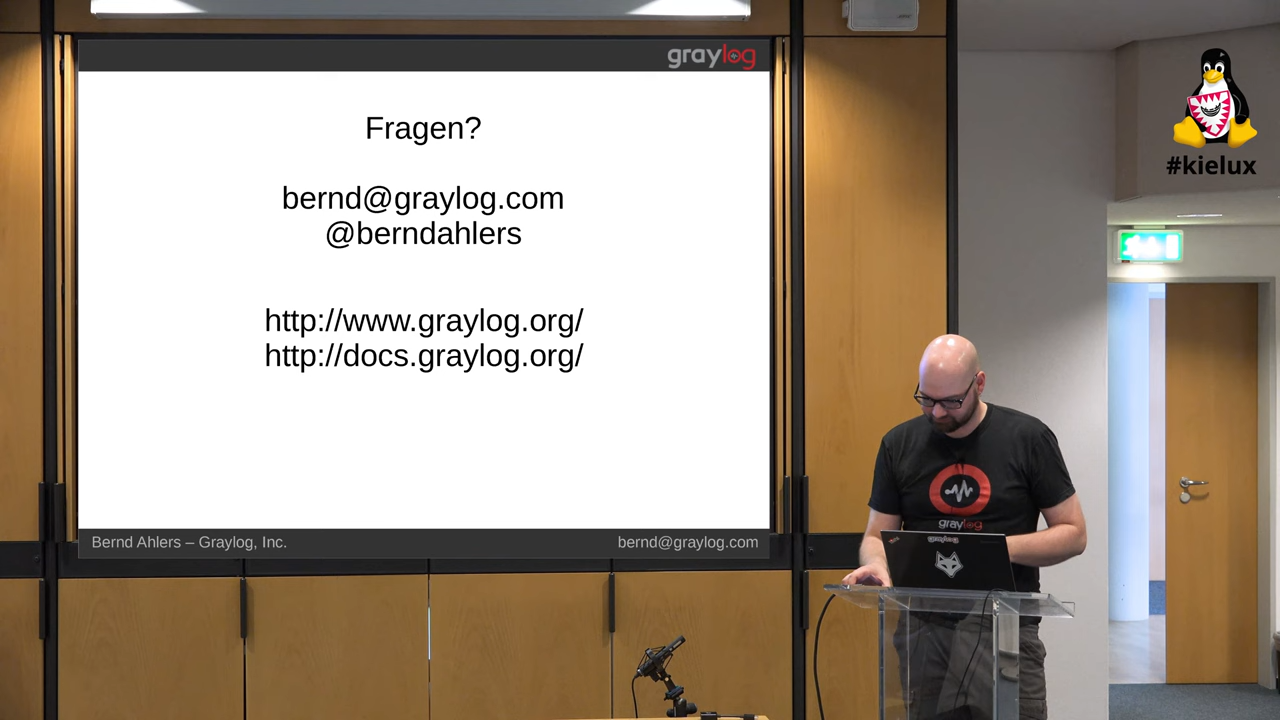 graylog
Fragen?
bernd@graylog.com
@berndahlers
http://www.graylog.org/
http://docs.graylog.org/
Bernd Ahlers – Graylog, Inc.
bernd@graylog.com
#kielux
graylog